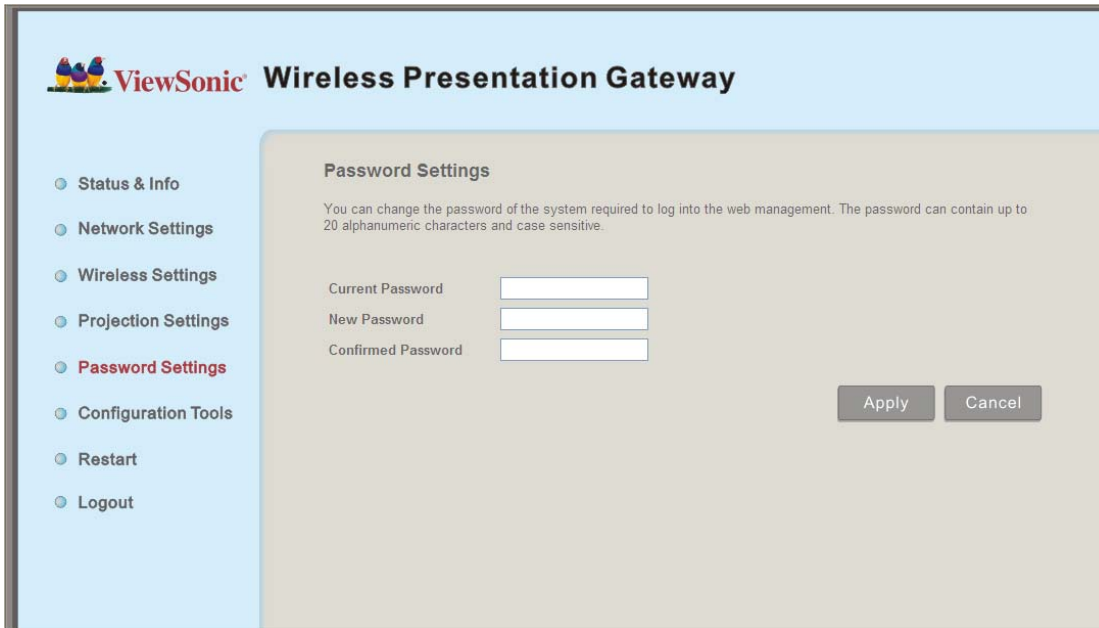 ViewSonic® Wireless Presentation Gateway
Status & Info
Network Settings
Wireless Settings
Projection Settings
Password Settings
Configuration Tools
Restart
Logout
Password Settings
You can change the password of the system required to log into the web management. The password can contain up to
20 alphanumeric characters and case sensitive.
Current Password
New Password
Confirmed Password
Apply Cancel